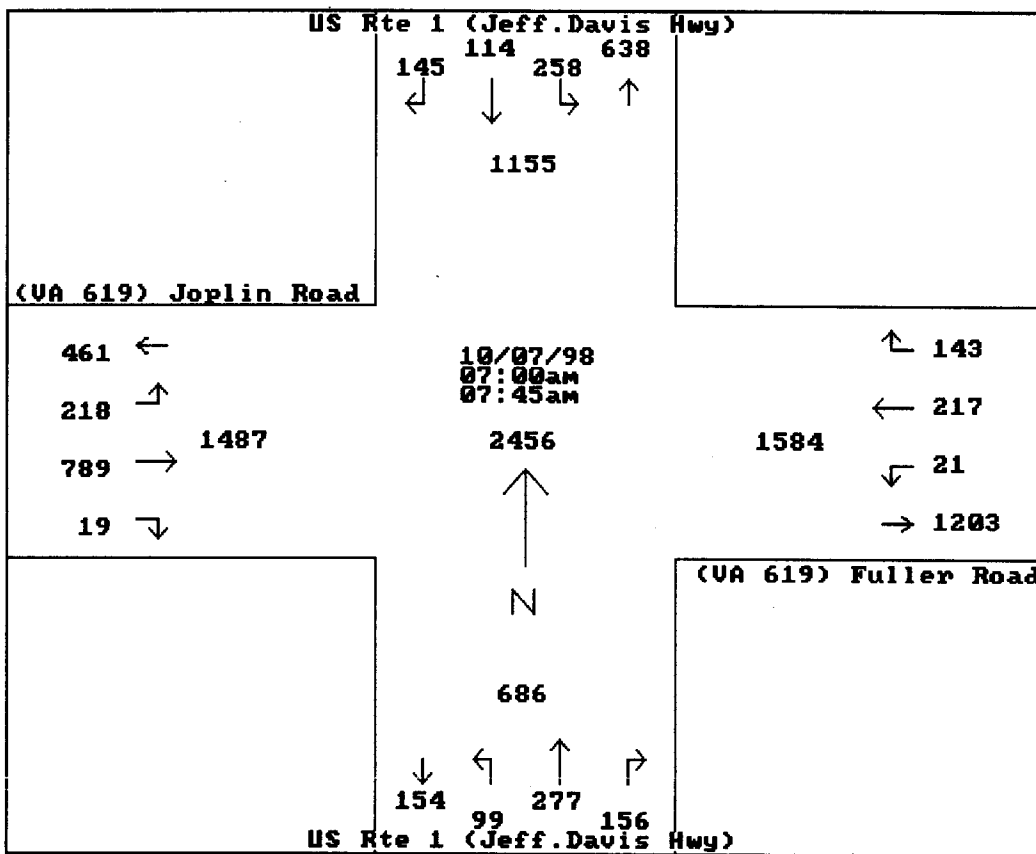 US Rte 1 (Jeff.Davis Hwy)
145 114 258 638
1155
(VA 619) Joplin Road
461
218
789
19
1487
10/07/98
07:00am
07:45am
2456
1584
143
217
21
1203
(VA 619) Fuller Road
N
686
154 99 277 156
US Rte 1 (Jeff.Davis Hwy)